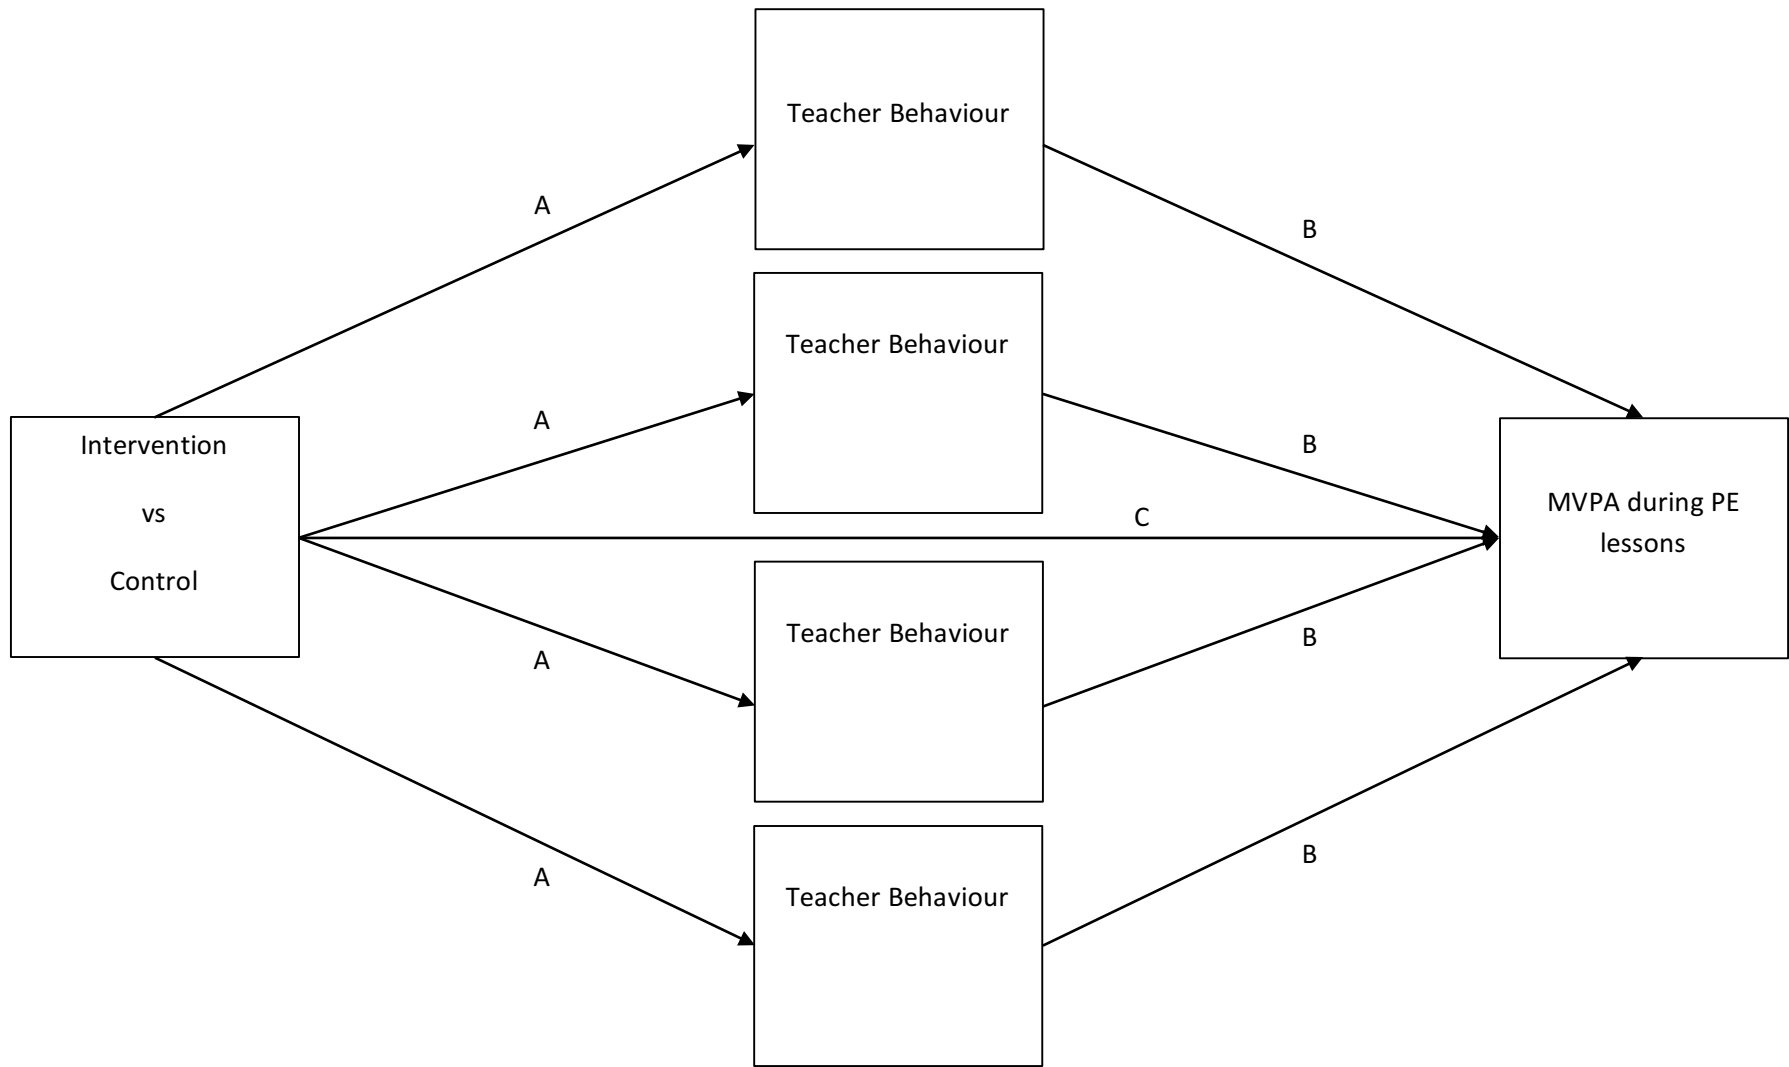 Teacher Behaviour
A
B
Teacher Behaviour
A
B
Intervention
vs
Control
C
MVPA during PE
lessons
Teacher Behaviour
A
B
Teacher Behaviour
A
B